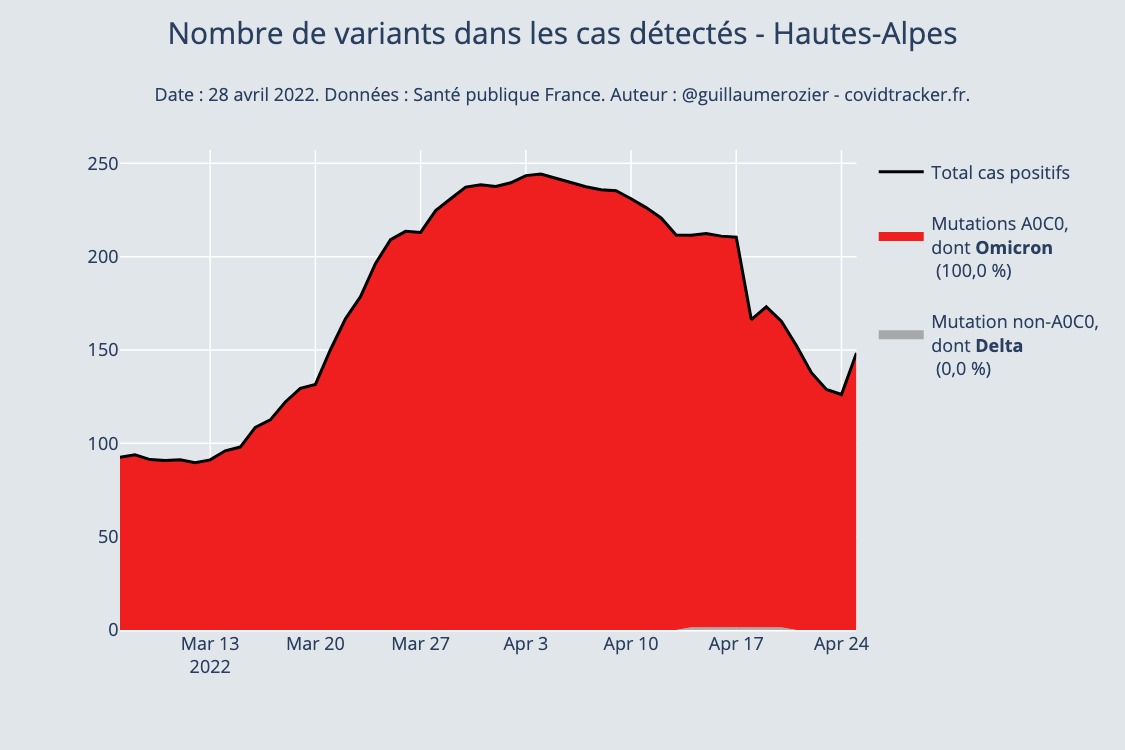 Nombre de variants dans les cas détectés - Hautes-Alpes
Date : 28 avril 2022. Données : Santé publique France. Auteur : @guillaumerozier - covidtracker.fr.
250
200
150
100
50
0
Mar 13
2022
Mar 20
Mar 27
Apr 3
Apr 10
Apr 17
Apr 24
Total cas positifs
Mutations A0C0,
dont Omicron
(100,0 %)
Mutation non-A0C0,
dont Delta
(0,0 %)